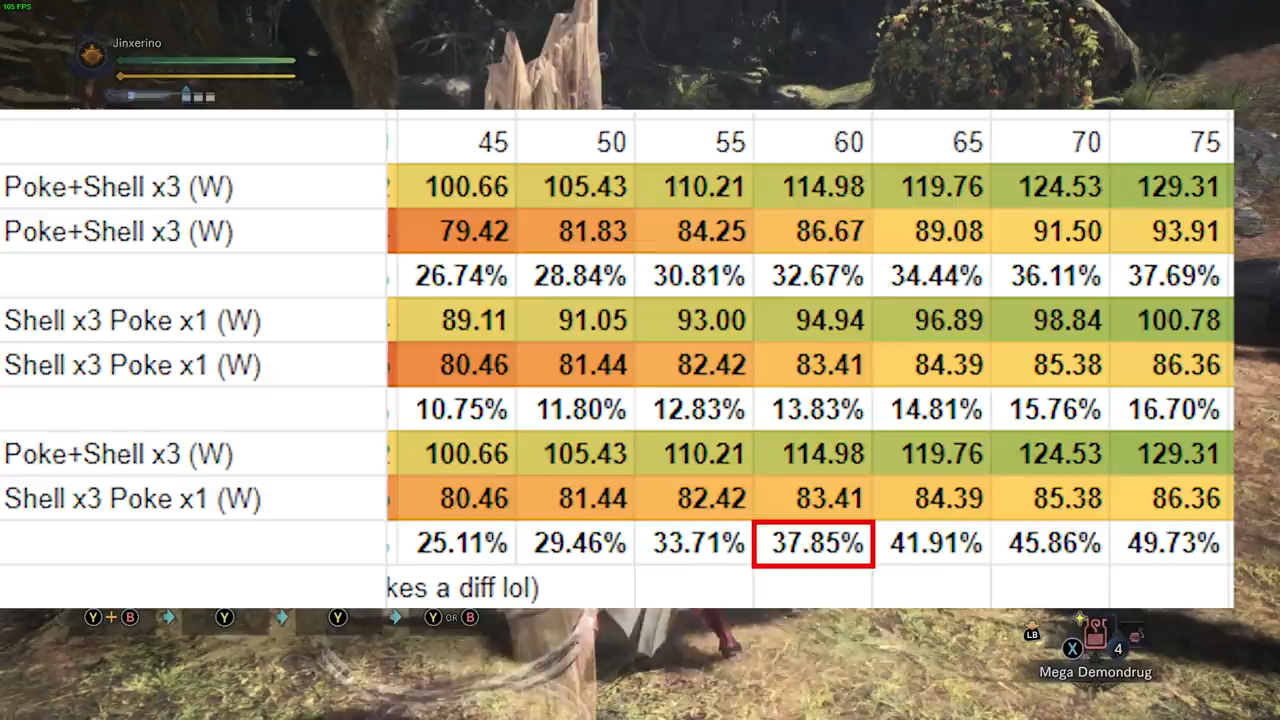 105 FPS
Jinxerino
45 50 55 60 65 70 75
Poke+Shell x3 (W) 100.66 105.43 110.21 114.98 119.76 124.53 129.31
Poke+Shell x3 (W) 79.42 81.83 84.25 86.67 89.08 91.50 93.91
26.74% 28.84% 30.81% 32.67% 34.44% 36.11% 37.69%
Shell x3 Poke x1 (W) 89.11 91.05 93.00 94.94 96.89 98.84 100.78
Shell x3 Poke x1 (W) 80.46 81.44 82.42 83.41 84.39 85.38 86.36
10.75% 11.80% 12.83% 13.83% 14.81% 15.76% 16.70%
Poke+Shell x3 (W) 100.66 105.43 110.21 114.98 119.76 124.53 129.31
Shell x3 Poke x1 (W) 80.46 81.44 82.42 83.41 84.39 85.38 86.36
25.11% 29.46% 33.71% 37.85% 41.91% 45.86% 49.73%
kes a diff lol)
Y + B Y Y Y OR B
LB
X 4
Mega Demondrug